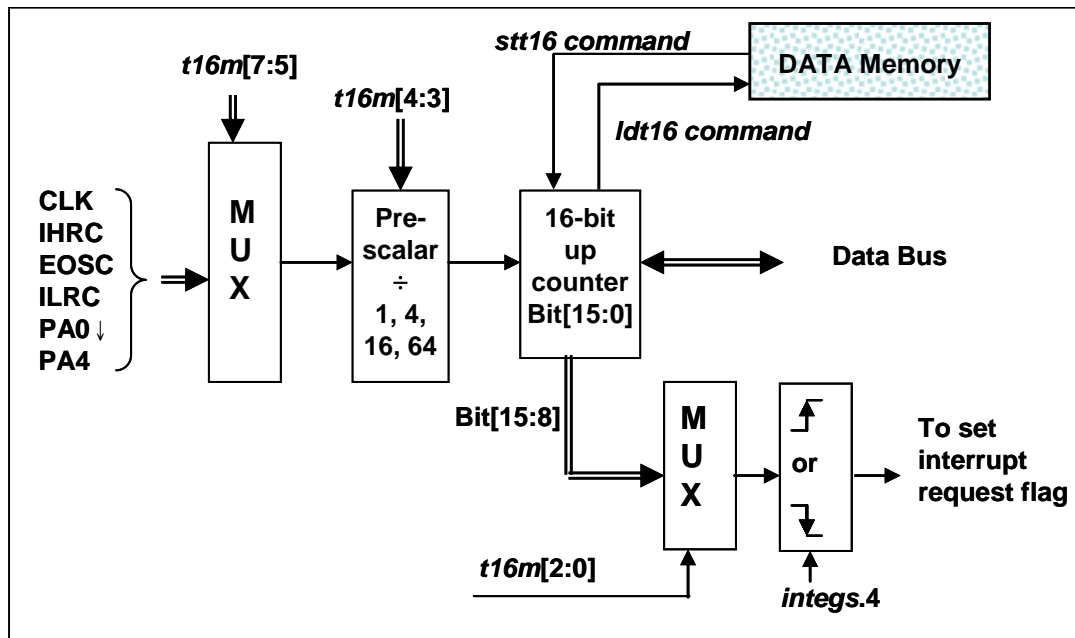 stt16 command
DATA Memory
t16m[7:5]
t16m[4:3]
ldt16 command
CLK
IHRC
EOSC
ILRC
PA0 ↓
PA4
M
U
X
Pre-
scalar
÷
1, 4,
16, 64
16-bit
up
counter
Bit[15:0]
Data Bus
Bit[15:8]
M
U
X
or
To set
interrupt
request flag
t16m[2:0]
integs.4